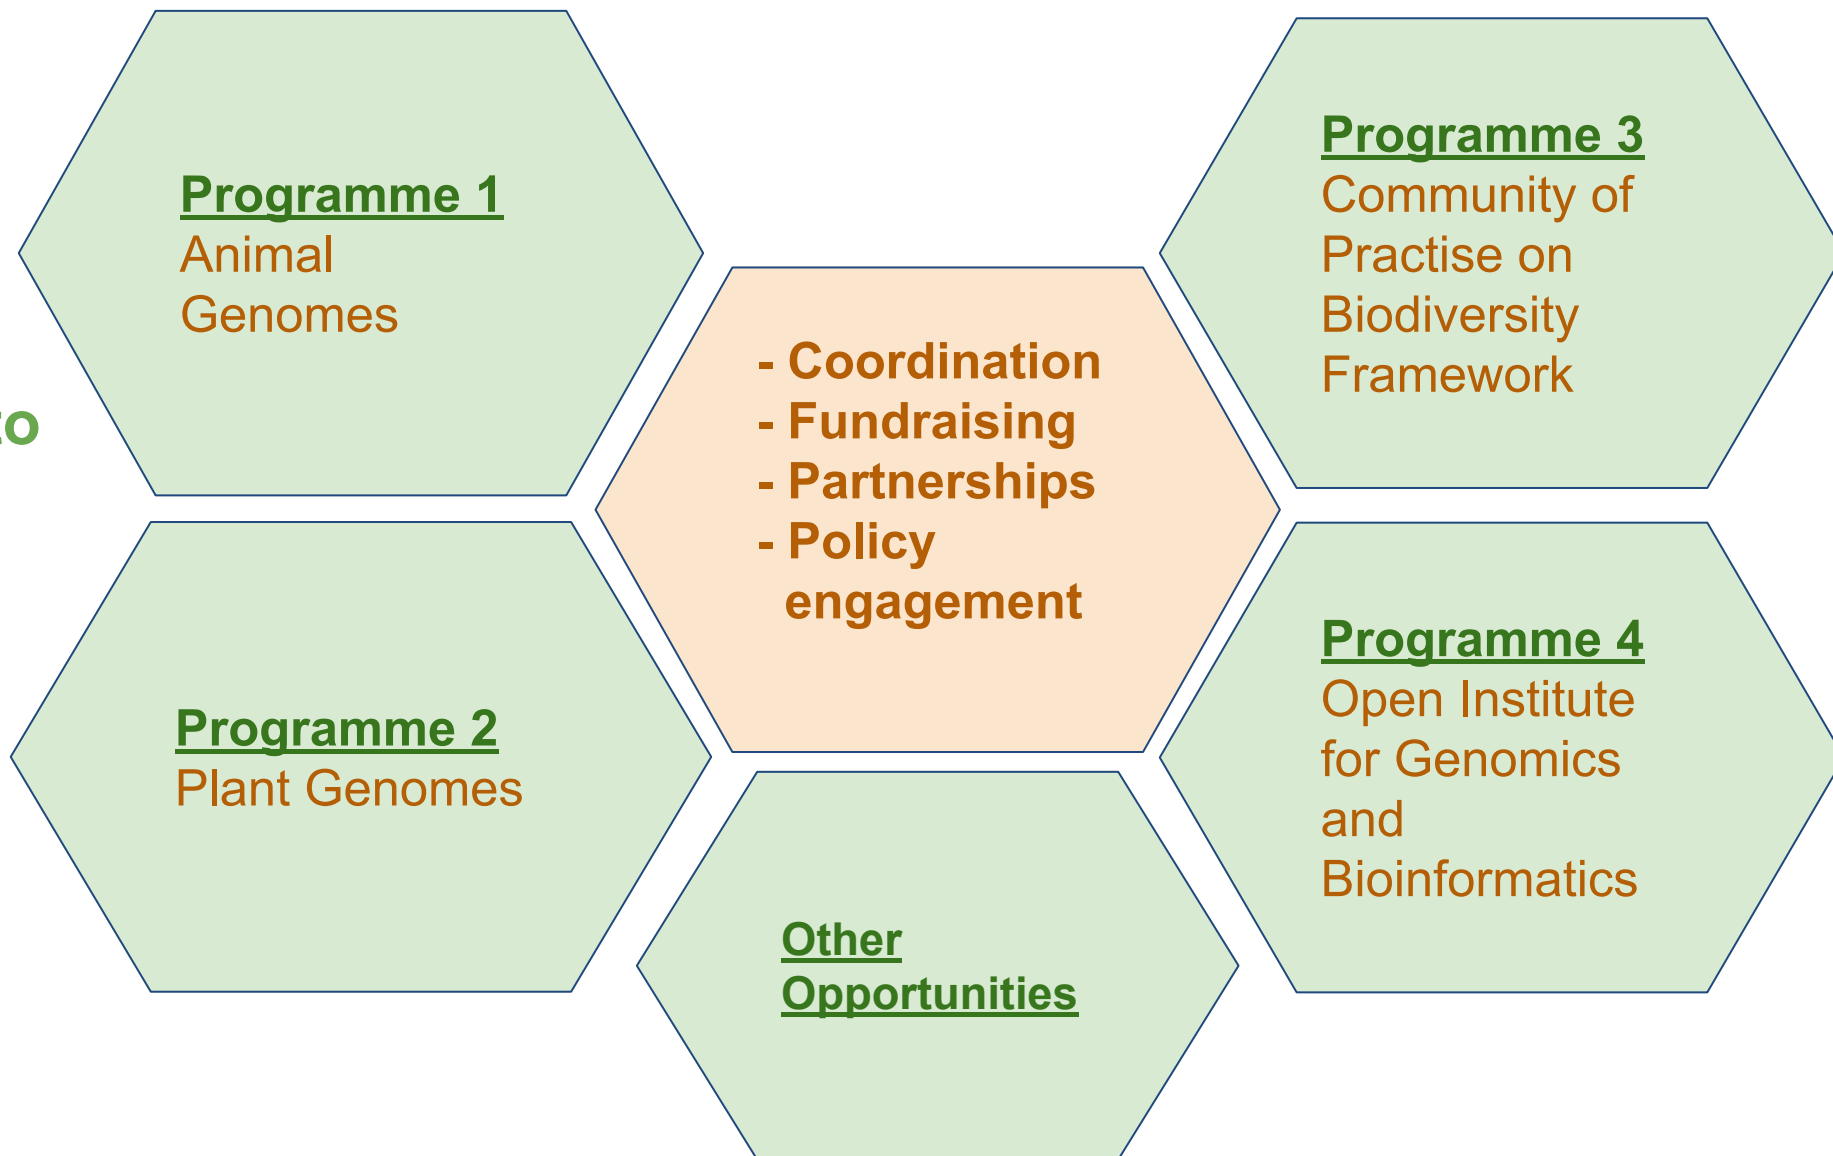 Programme 1
Animal
Genomes
to
Programme 2
Plant Genomes
- Coordination
- Fundraising
- Partnerships
- Policy
engagement
Other
Opportunities
Programme 3
Community of
Practise on
Biodiversity
Framework
Programme 4
Open Institute
for Genomics
and
Bioinformatics